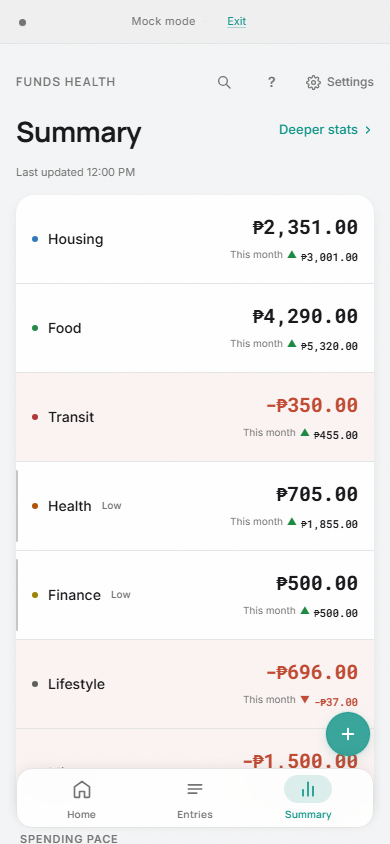 Mock mode Exit
FUNDS HEALTH ? Settings
Summary Deeper stats
Last updated 12:00 PM
Housing ₱2,351.00
This month ▲ ₱3,001.00
Food ₱4,290.00
This month ▲ ₱5,320.00
Transit -₱350.00
This month ▲ ₱455.00
Health Low ₱705.00
This month ▲ ₱1,855.00
Finance Low ₱500.00
This month ▲ ₱500.00
Lifestyle -₱696.00
This month ▼ -₱37.00
-₱1,500.00
Home Entries Summary
SPENDING PACE